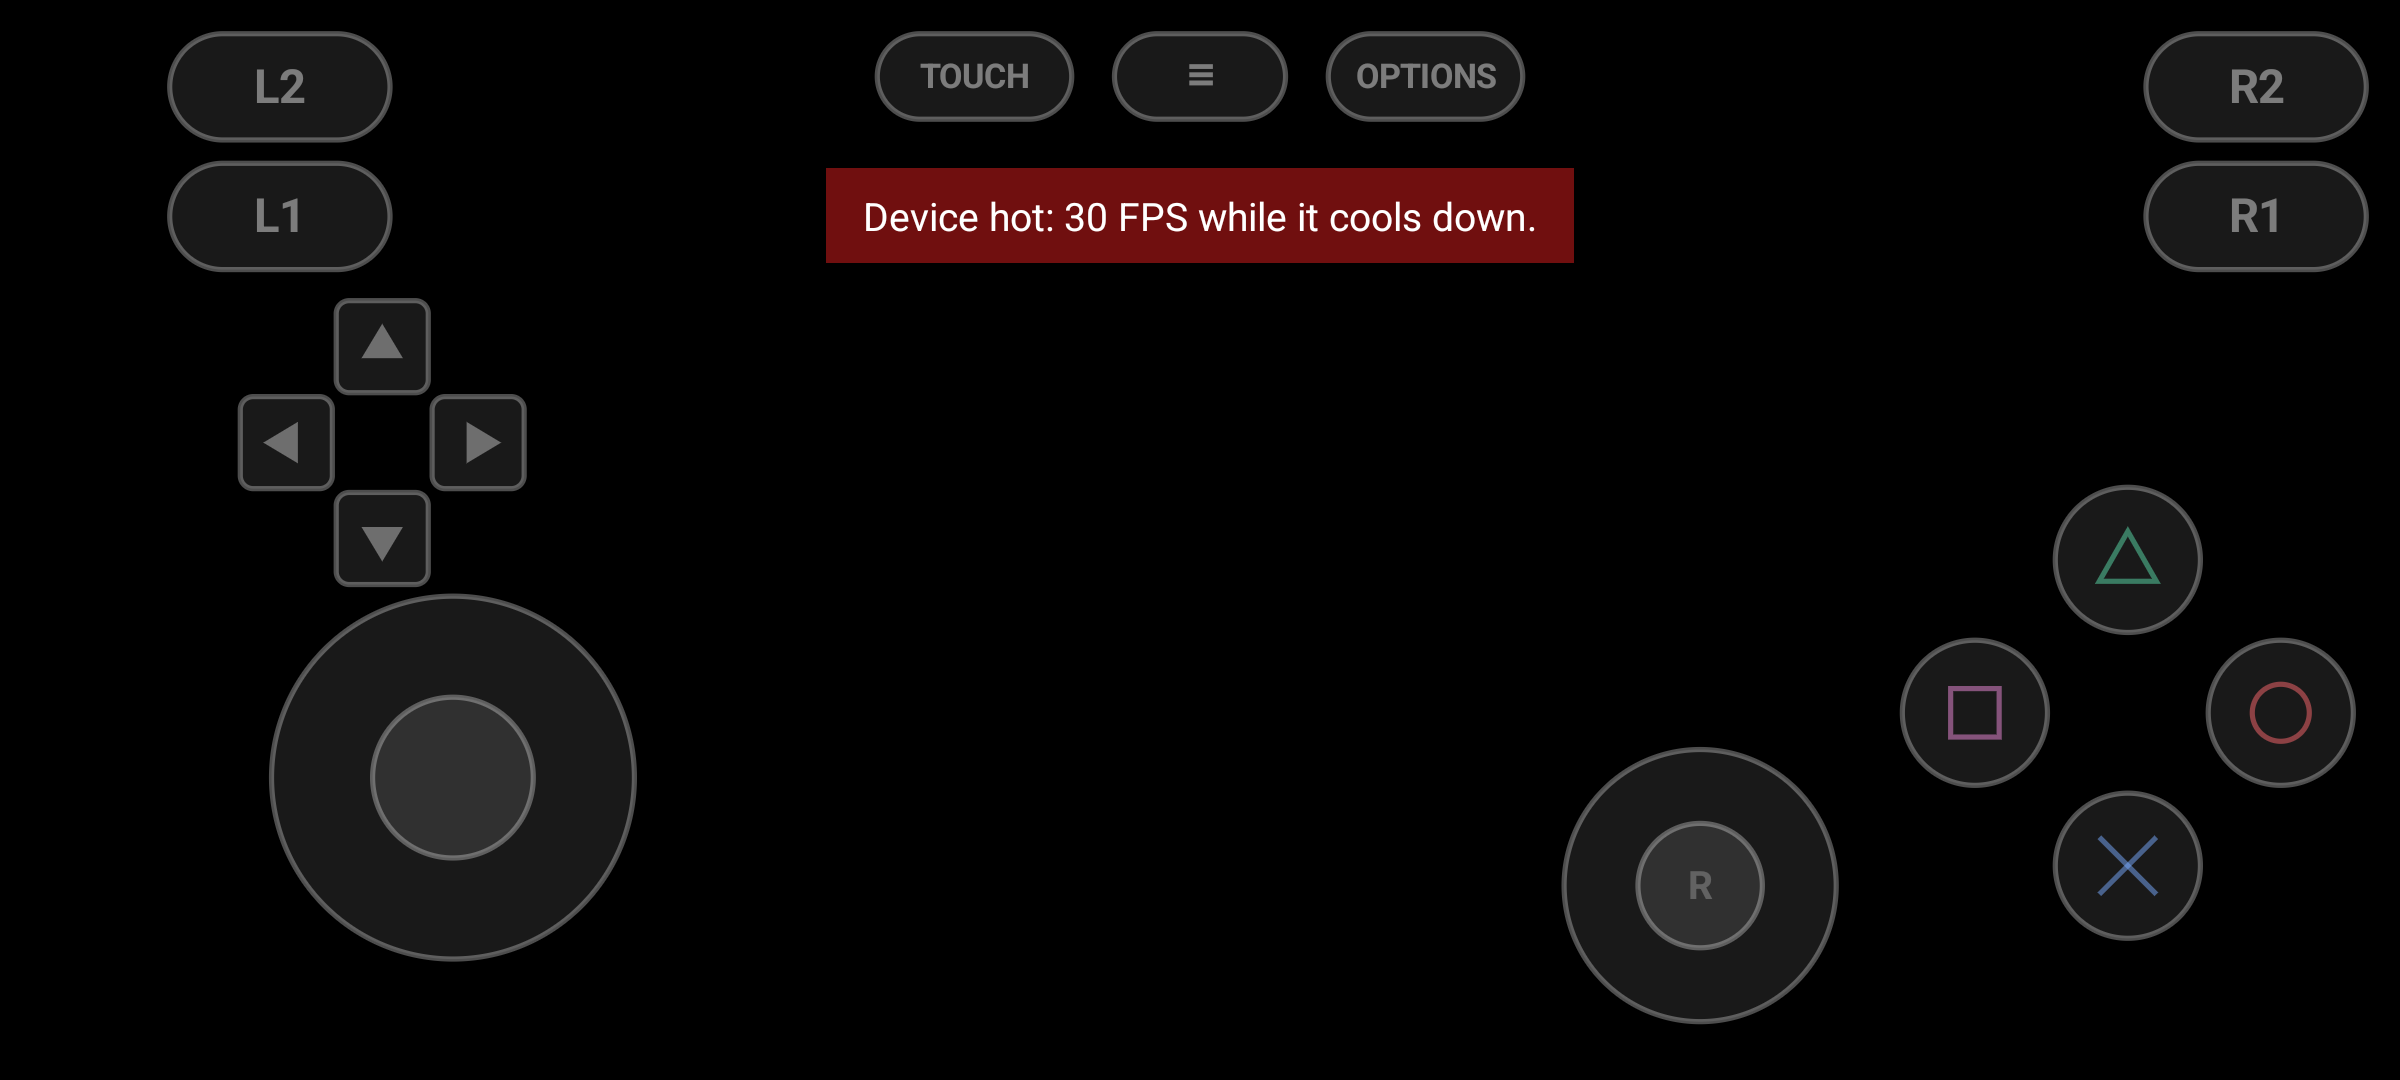 L2
TOUCH
OPTIONS
R2
L1
Device hot: 30 FPS while it cools down.
R1
R